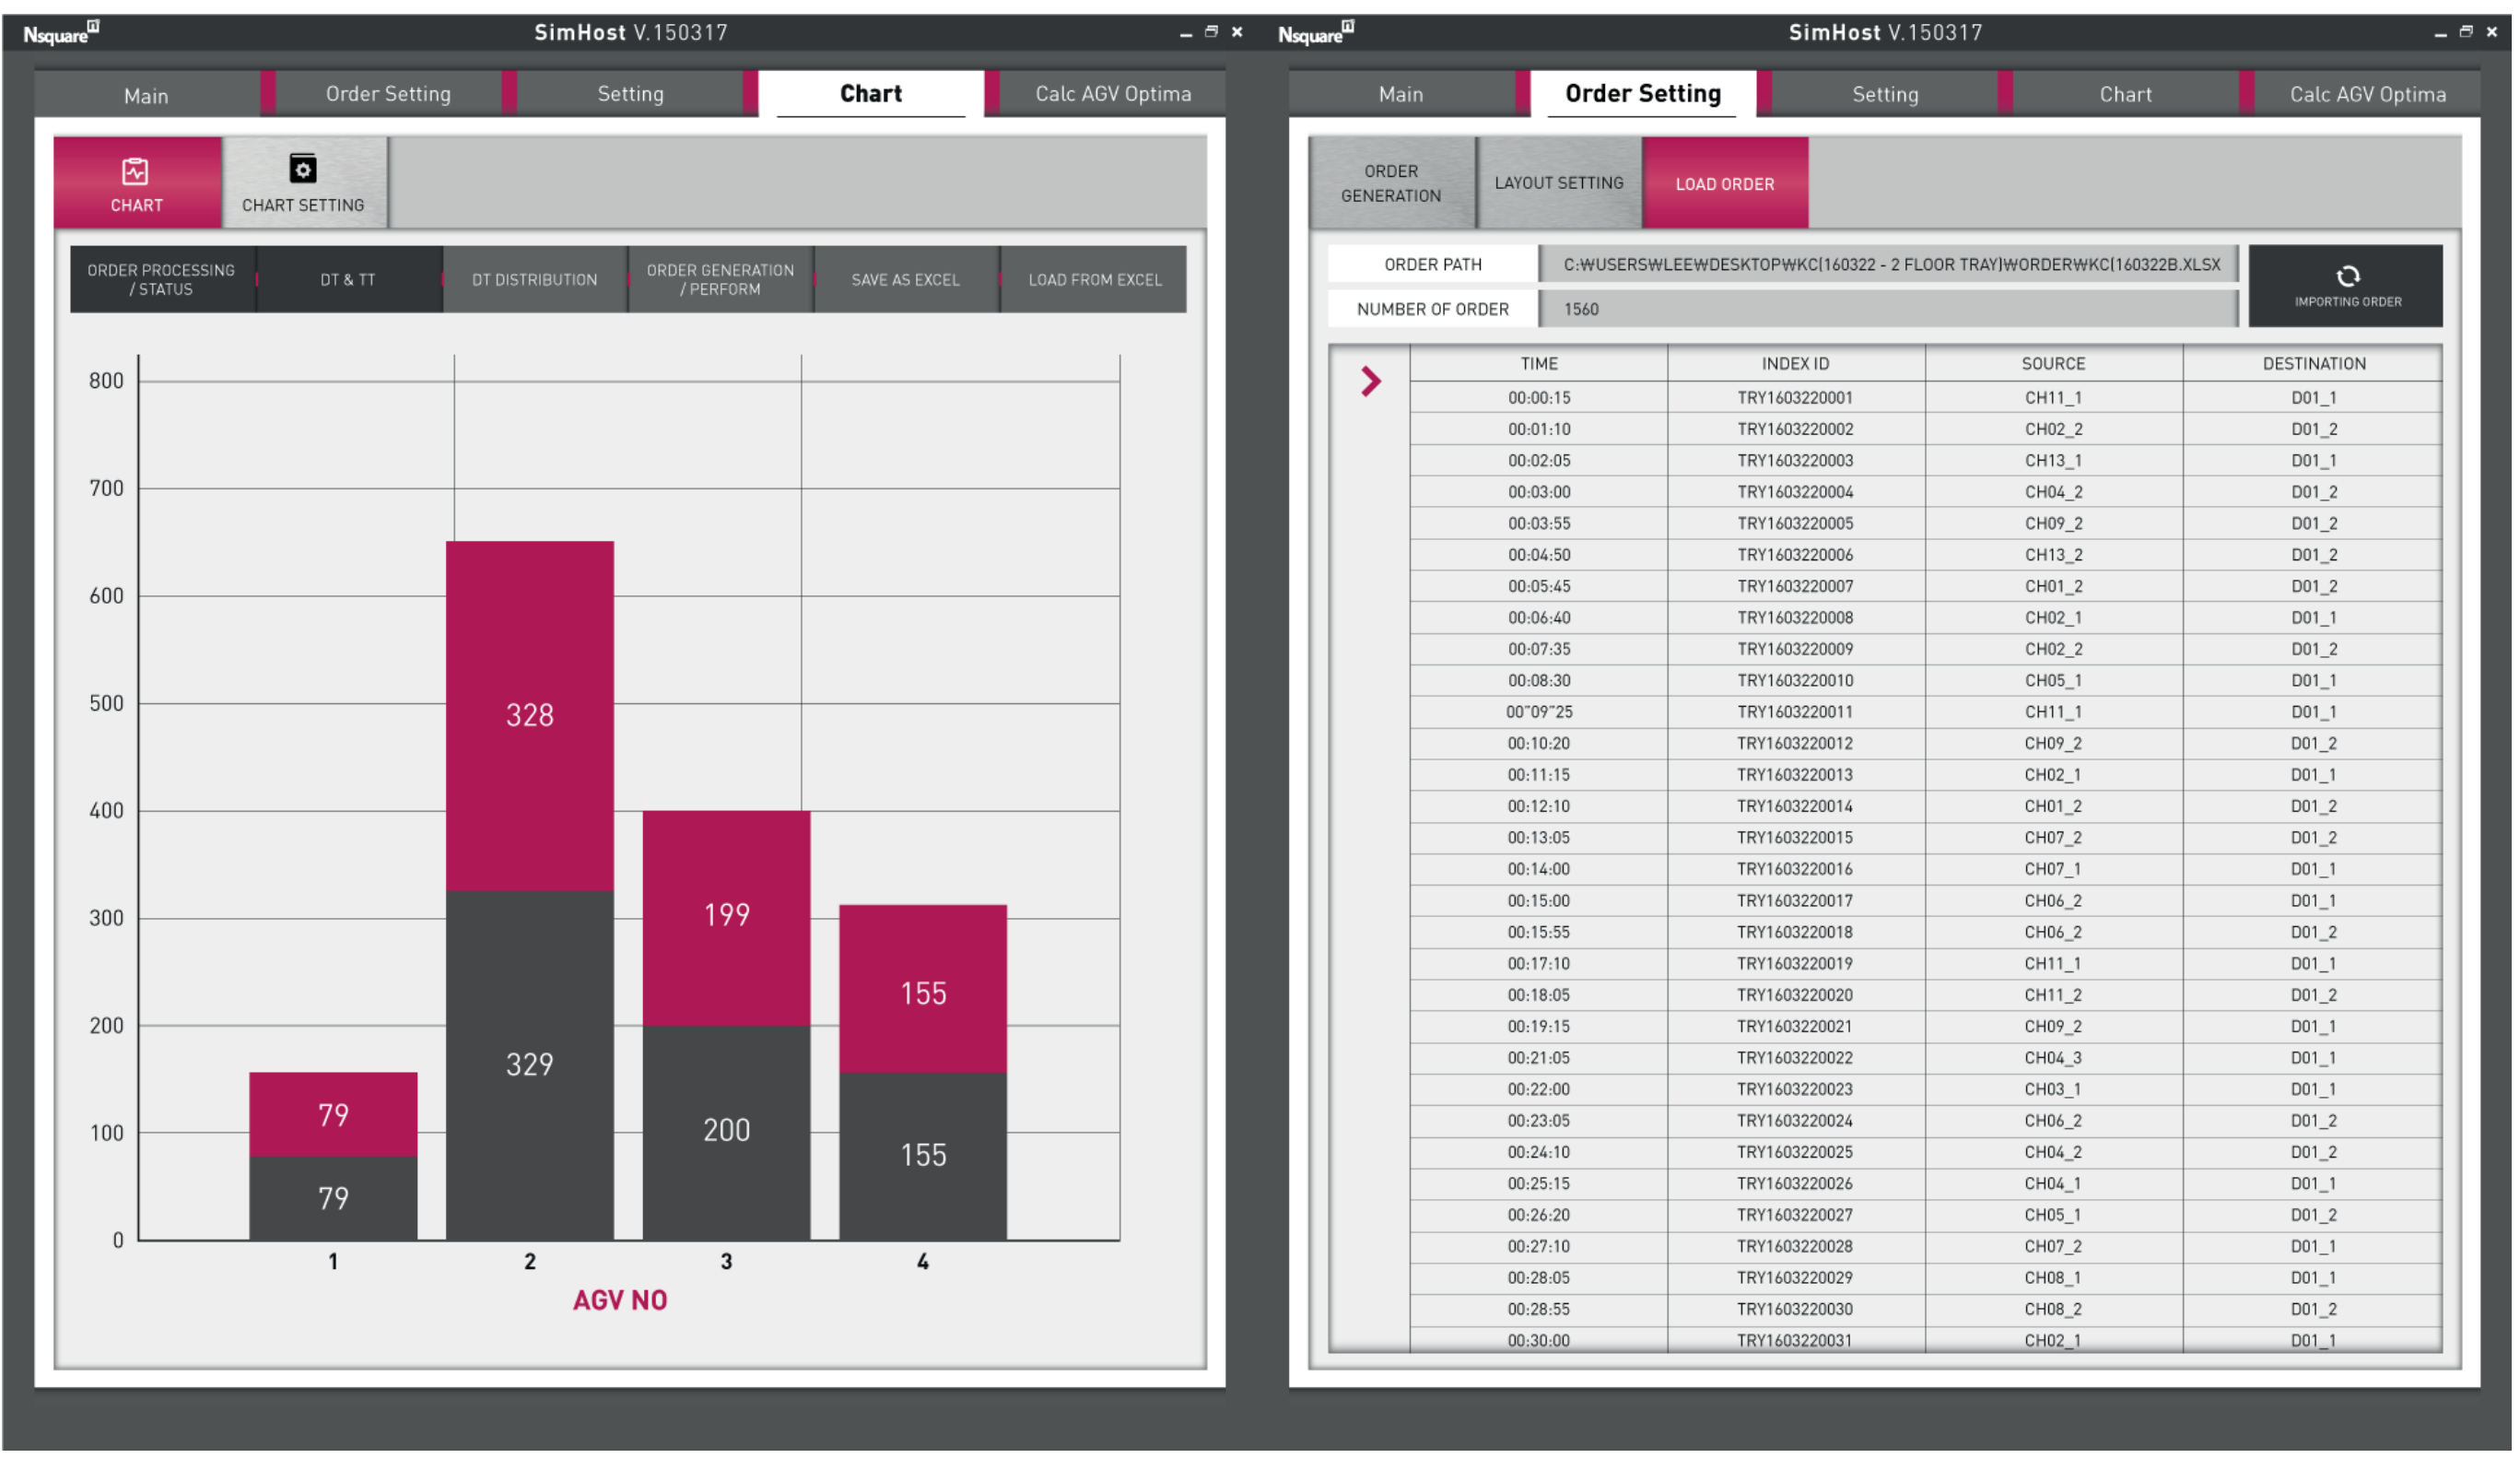 Nsquare n
SimHost V.150317
Main Order Setting Setting Chart Calc AGV Optima
CHART
CHART SETTING
ORDER PROCESSING
/ STATUS
DT & TT
DT DISTRIBUTION
ORDER GENERATION
/ PERFORM
SAVE AS EXCEL
LOAD FROM EXCEL
800
700
600
500
400
300
200
100
0
79
79
328
329
199
200
155
155
1 2 3 4
AGV NO
Nsquare n
SimHost V.150317
Main Order Setting Setting Chart Calc AGV Optima
ORDER
GENERATION
LAYOUT SETTING
LOAD ORDER
ORDER PATH C:₩USERS₩LEE₩DESKTOP₩KC(160322 - 2 FLOOR TRAY)₩ORDER₩KC(160322B.XLSX
NUMBER OF ORDER 1560
IMPORTING ORDER
TIME INDEX ID SOURCE DESTINATION
00:00:15 TRY1603220001 CH11_1 D01_1
00:01:10 TRY1603220002 CH02_2 D01_2
00:02:05 TRY1603220003 CH13_1 D01_1
00:03:00 TRY1603220004 CH04_2 D01_2
00:03:55 TRY1603220005 CH09_2 D01_2
00:04:50 TRY1603220006 CH13_2 D01_2
00:05:45 TRY1603220007 CH01_2 D01_2
00:06:40 TRY1603220008 CH02_1 D01_1
00:07:35 TRY1603220009 CH02_2 D01_2
00:08:30 TRY1603220010 CH05_1 D01_1
00"09"25 TRY1603220011 CH11_1 D01_1
00:10:20 TRY1603220012 CH09_2 D01_2
00:11:15 TRY1603220013 CH02_1 D01_1
00:12:10 TRY1603220014 CH01_2 D01_2
00:13:05 TRY1603220015 CH07_2 D01_2
00:14:00 TRY1603220016 CH07_1 D01_1
00:15:00 TRY1603220017 CH06_2 D01_1
00:15:55 TRY1603220018 CH06_2 D01_2
00:17:10 TRY1603220019 CH11_1 D01_1
00:18:05 TRY1603220020 CH11_2 D01_2
00:19:15 TRY1603220021 CH09_2 D01_1
00:21:05 TRY1603220022 CH04_3 D01_1
00:22:00 TRY1603220023 CH03_1 D01_1
00:23:05 TRY1603220024 CH06_2 D01_2
00:24:10 TRY1603220025 CH04_2 D01_2
00:25:15 TRY1603220026 CH04_1 D01_1
00:26:20 TRY1603220027 CH05_1 D01_2
00:27:10 TRY1603220028 CH07_2 D01_1
00:28:05 TRY1603220029 CH08_1 D01_1
00:28:55 TRY1603220030 CH08_2 D01_2
00:30:00 TRY1603220031 CH02_1 D01_1